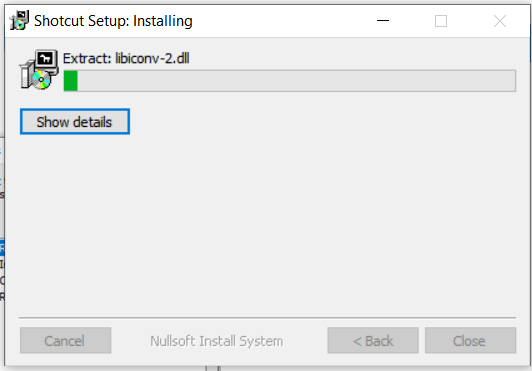 Shotcut Setup: Installing
Extract: libiconv-2.dll
Show details
Cancel
Nullsoft Install System
< Back
Close